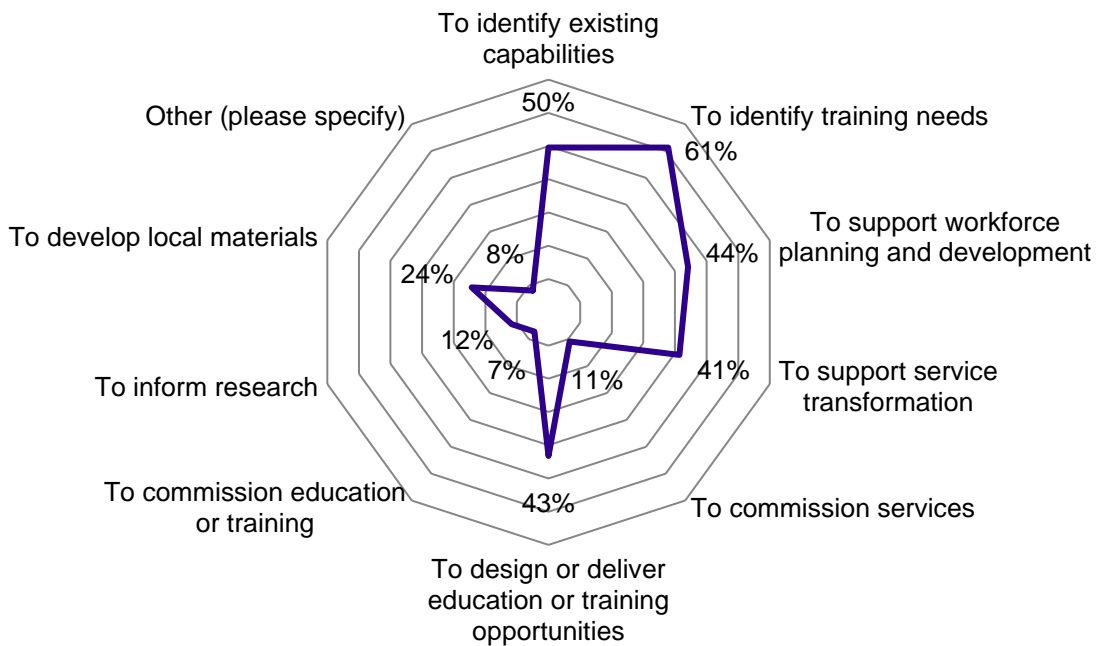 To identify existing
capabilities
50%
To identify training needs
61%
To support workforce
planning and development
44%
To support service
transformation
41%
To commission services
11%
To design or deliver
education or training
opportunities
43%
To commission education
or training
7%
To inform research
12%
To develop local materials
24%
Other (please specify)
8%